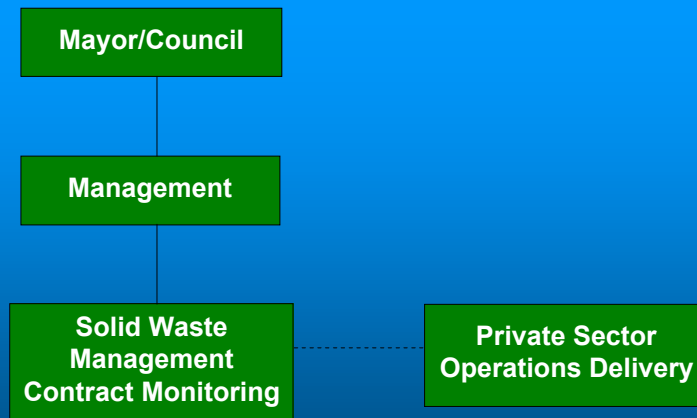 Mayor/Council
Management
Solid Waste
Management
Contract Monitoring
Private Sector
Operations Delivery